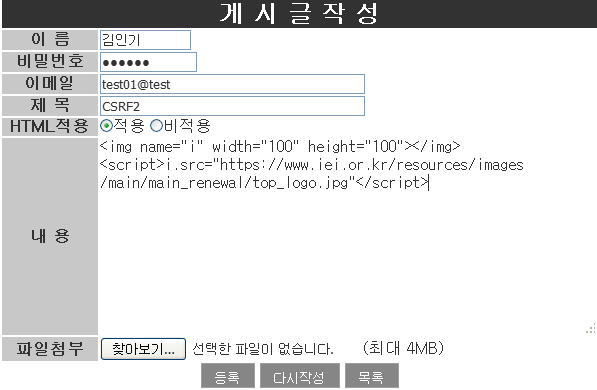 게 시 글 작 성
이 름 김인기
비밀번호 ●●●●●●
이메일 test01@test
제 목 CSRF2
HTML적용 적용 비적용
<img name="i" width="100" height="100"></img>
<script>i.src="https://www.iei.or.kr/resources/images
/main/main_renewal/top_logo.jpg"</script>
내 용
파일첨부 찾아보기... 선택한 파일이 없습니다. (최대 4MB)
등록 다시작성 목록